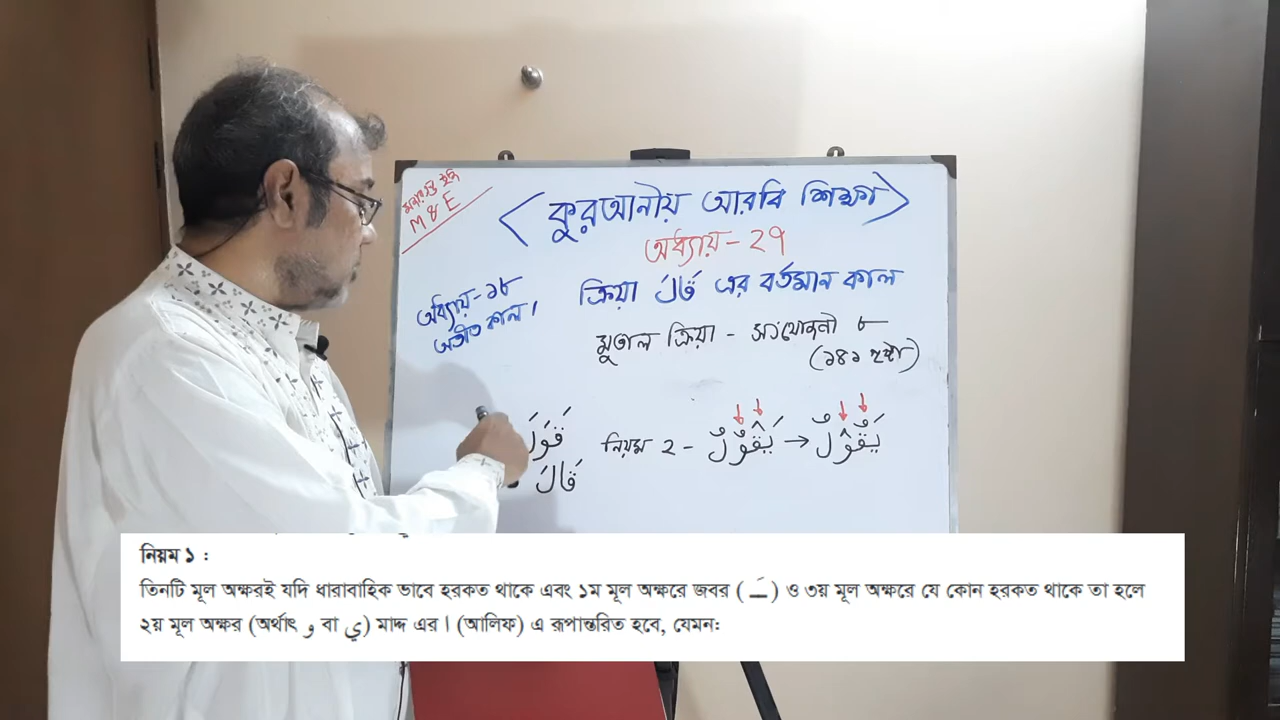 M & E
< কুরআনীয় আরবি শিক্ষা >
অধ্যায় - ২৭
অধ্যায় - ১৮
অতীত কাল।
ক্রিয়া قَالَ এর বর্তমান কাল
মুতাল ক্রিয়া - সংযোজনী ৮
(১৪১ পৃষ্ঠা)
قَوَلَ
قَالَ
নিয়ম ২ - يَقْوُلُ → يَقُوْلُ
নিয়ম ১ :
তিনটি মূল অক্ষরই যদি ধারাবাহিক ভাবে হরকত থাকে এবং ১ম মূল অক্ষরে জবর ( ـَ ) ও ৩য় মূল অক্ষরে যে কোন হরকত থাকে তা হলে
২য় মূল অক্ষর (অর্থাৎ و বা ي) মাদ্দ এর ا (আলিফ) এ রূপান্তরিত হবে, যেমনঃ